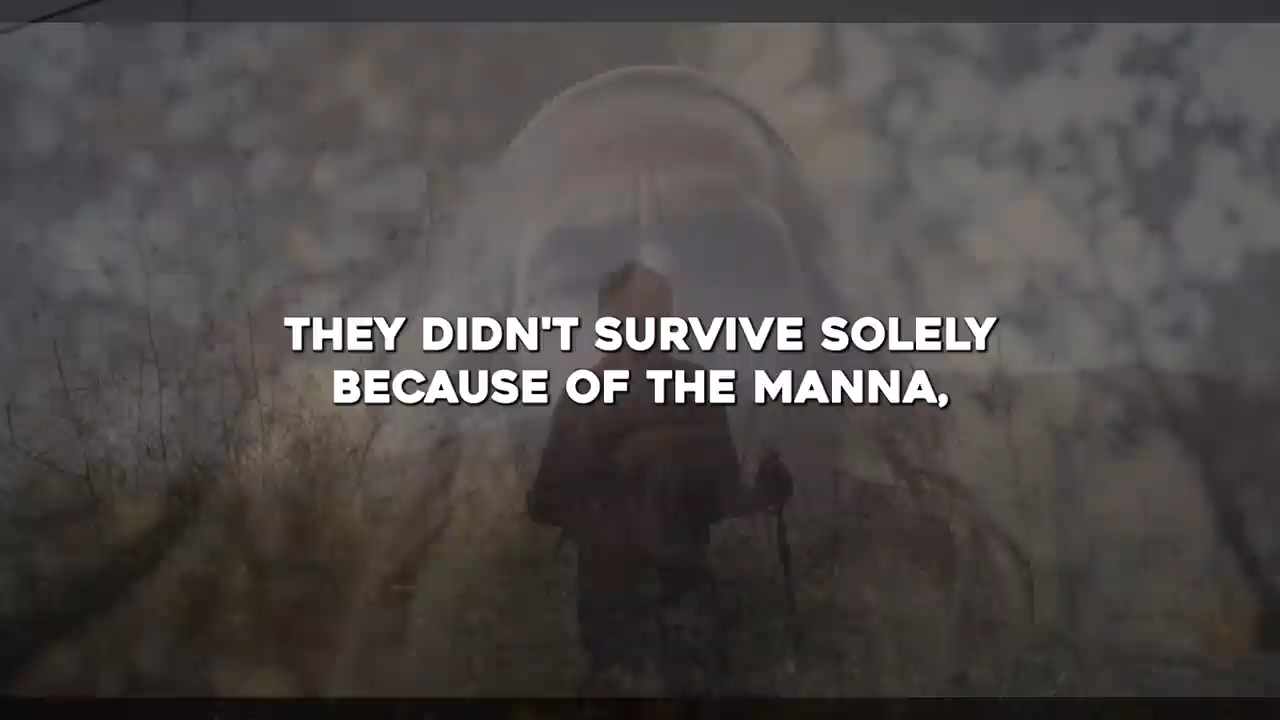 THEY DIDN'T SURVIVE SOLELY
BECAUSE OF THE MANNA,